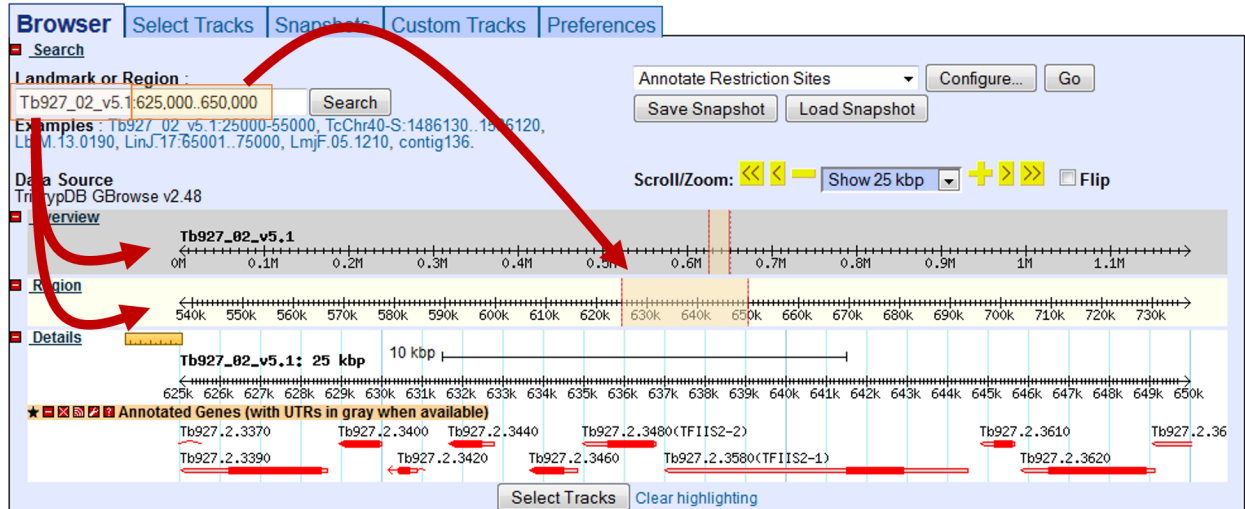 Browser Select Tracks Snapshots Custom Tracks Preferences
Search
Landmark or Region :
Tb927_02_v5.1:625,000..650,000 Search
Annotate Restriction Sites Configure... Go
Save Snapshot Load Snapshot
Examples : Tb927_02_v5.1:25000-55000, TcChr40-S:1486130..1506120,
LbrM.13.0190, LinJ.17:65001..75000, LmjF.05.1210, contig136.
Data Source
TriTrypDB GBrowse v2.48
Scroll/Zoom: << < Show 25 kbp > >> Flip
Overview
Tb927_02_v5.1
0M 0.1M 0.2M 0.3M 0.4M 0.5M 0.6M 0.7M 0.8M 0.9M 1M 1.1M
Region
540k 550k 560k 570k 580k 590k 600k 610k 620k 630k 640k 650k 660k 670k 680k 690k 700k 710k 720k 730k
Details
Tb927_02_v5.1: 25 kbp 10 kbp
625k 626k 627k 628k 629k 630k 631k 632k 633k 634k 635k 636k 637k 638k 639k 640k 641k 642k 643k 644k 645k 646k 647k 648k 649k 650k
Annotated Genes (with UTRs in gray when available)
Tb927.2.3370 Tb927.2.3400 Tb927.2.3440 Tb927.2.3480(TFIIS2-2) Tb927.2.3610 Tb927.2.36
Tb927.2.3390 Tb927.2.3420 Tb927.2.3460 Tb927.2.3580(TFIIS2-1) Tb927.2.3620
Select Tracks Clear highlighting